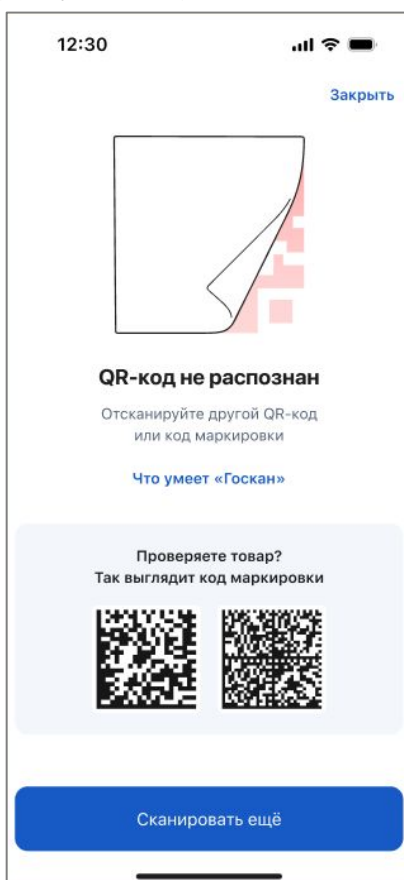 12:30
Закрыть
QR-код не распознан
Отсканируйте другой QR-код
или код маркировки
Что умеет «Госкан»
Проверяете товар?
Так выглядит код маркировки
Сканировать ещё